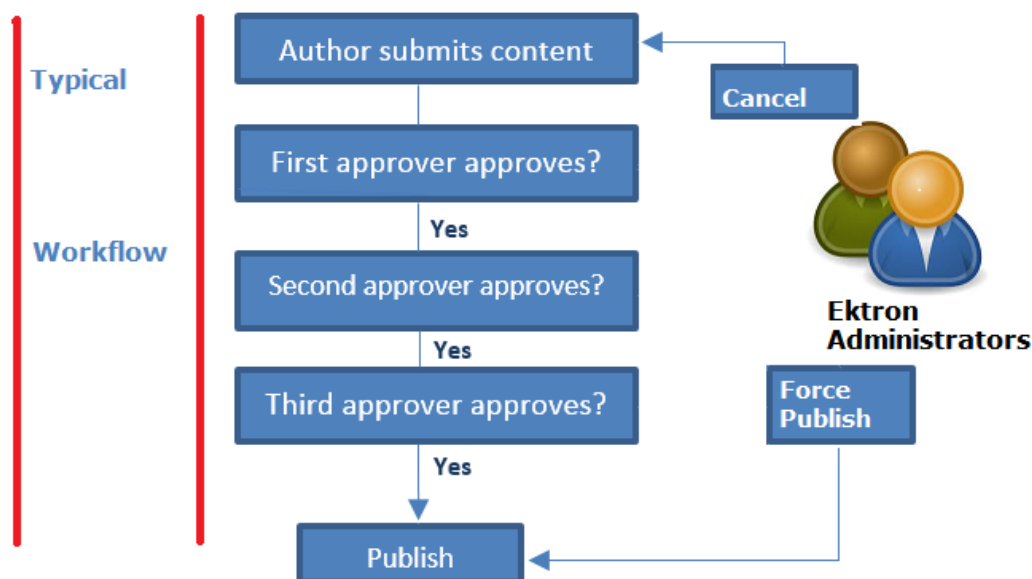 Typical
Workflow
Author submits content
First approver approves?
Yes
Second approver approves?
Yes
Third approver approves?
Yes
Publish
Cancel
Ektron
Administrators
Force
Publish